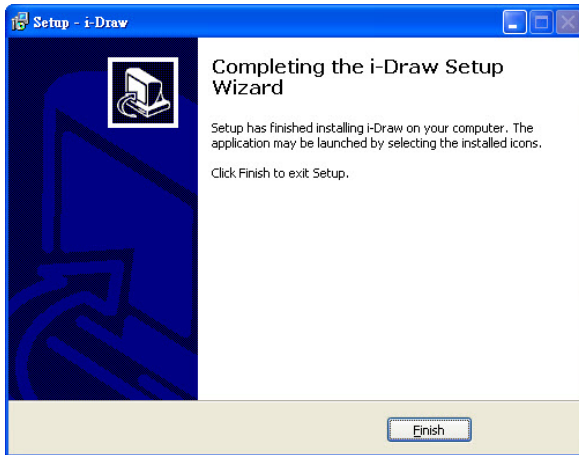 Setup - i-Draw
Completing the i-Draw Setup
Wizard
Setup has finished installing i-Draw on your computer. The
application may be launched by selecting the installed icons.
Click Finish to exit Setup.
Finish